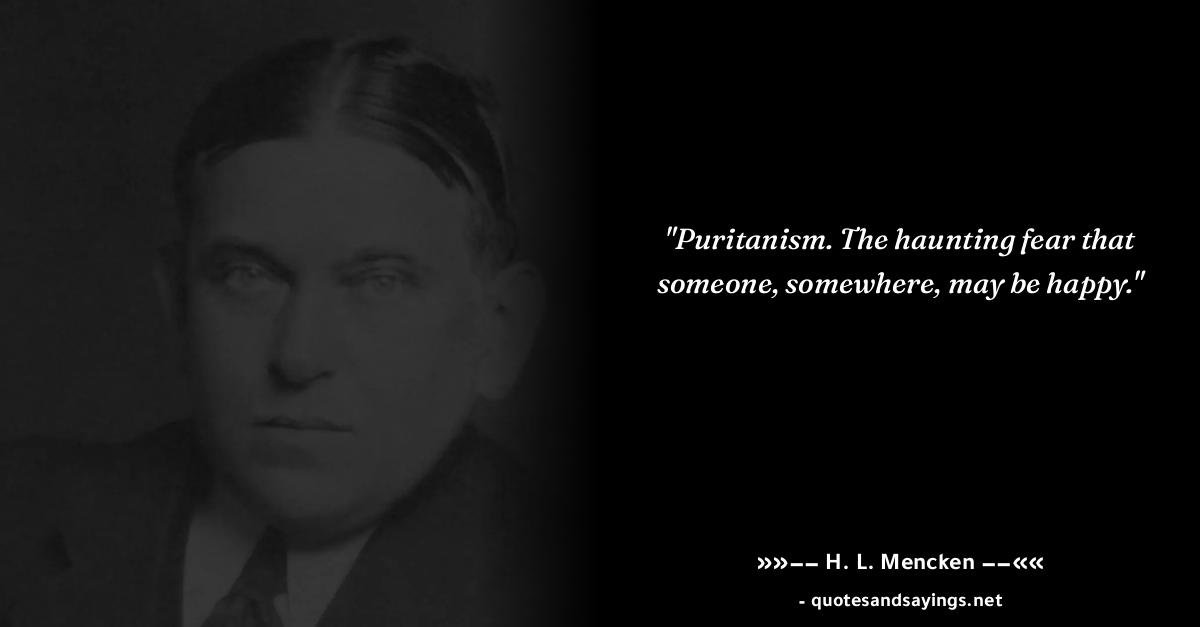 "Puritanism. The haunting fear that
someone, somewhere, may be happy."
»»–– H. L. Mencken ––««
- quotesandsayings.net